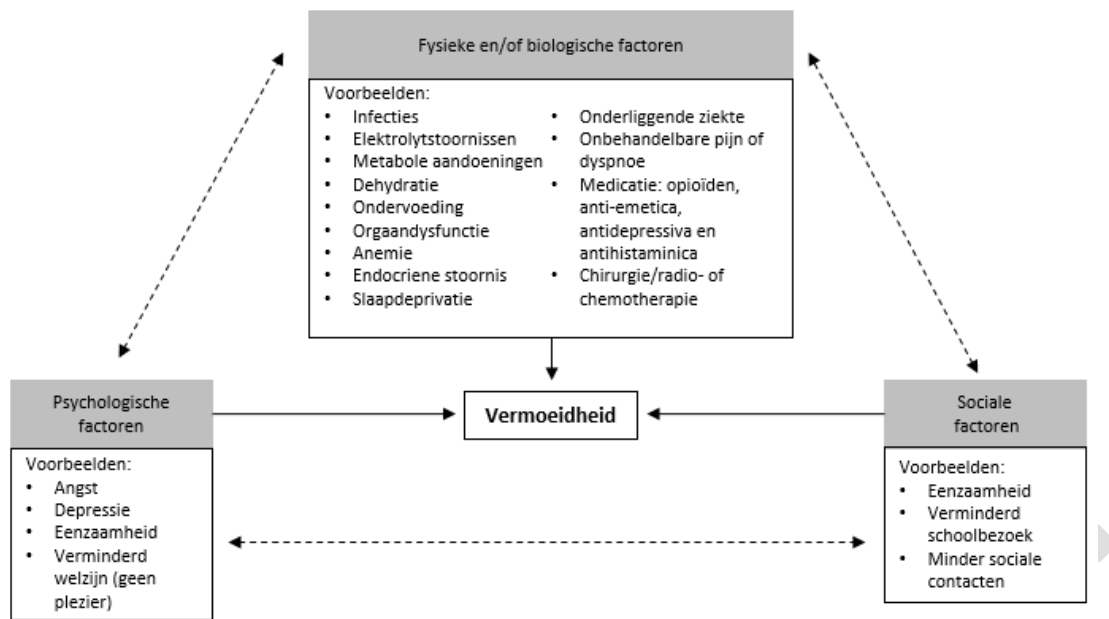 Fysieke en/of biologische factoren
Voorbeelden:
• Infecties
• Elektrolytstoornissen
• Metabole aandoeningen
• Dehydratie
• Ondervoeding
• Orgaandysfunctie
• Anemie
• Endocriene stoornis
• Slaapdeprivatie
• Onderliggende ziekte
• Onbehandelbare pijn of
dyspnoe
• Medicatie: opioïden,
anti-emetica,
antidepressiva en
antihistaminica
• Chirurgie/radio- of
chemotherapie
Psychologische
factoren
Voorbeelden:
• Angst
• Depressie
• Eenzaamheid
• Verminderd
welzijn (geen
plezier)
Vermoeidheid
Sociale
factoren
Voorbeelden:
• Eenzaamheid
• Verminderd
schoolbezoek
• Minder sociale
contacten